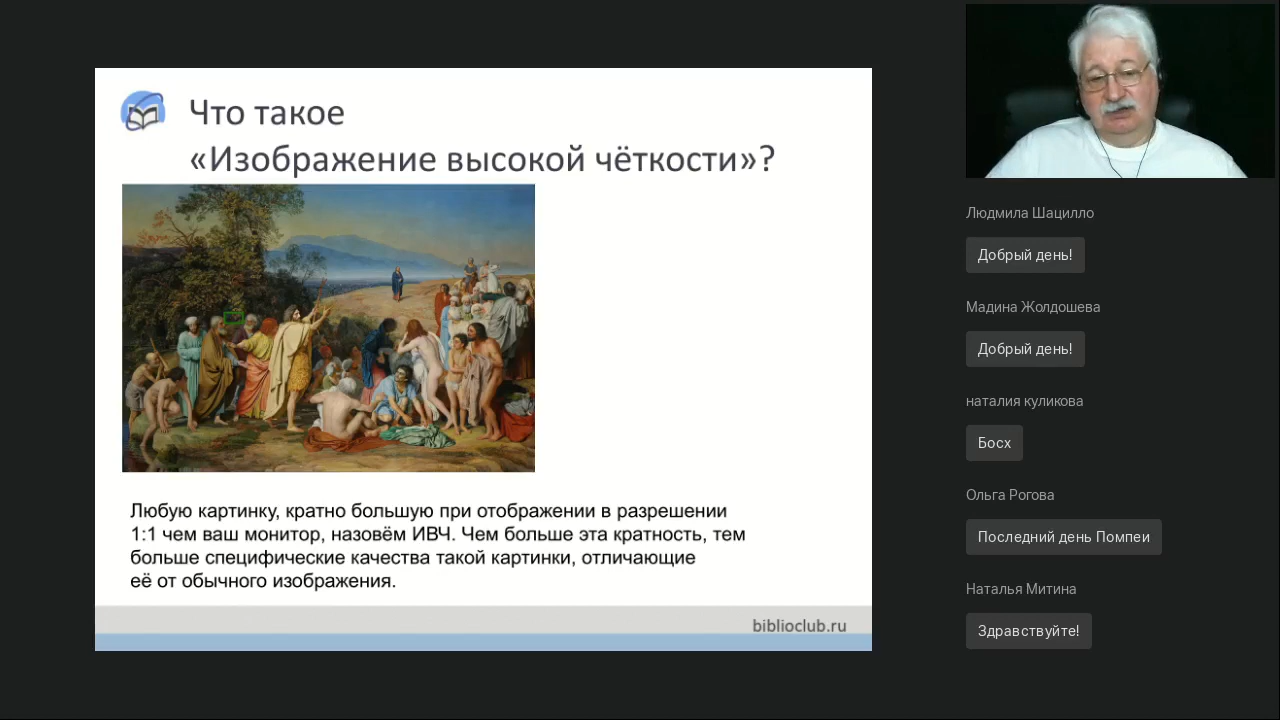 Что такое
«Изображение высокой чёткости»?
Любую картинку, кратно большую при отображении в разрешении
1:1 чем ваш монитор, назовём ИВЧ. Чем больше эта кратность, тем
больше специфические качества такой картинки, отличающие
её от обычного изображения.
biblioclub.ru
Людмила Шацилло
Добрый день!
Мадина Жолдошева
Добрый день!
наталия куликова
Босх
Ольга Рогова
Последний день Помпеи
Наталья Митина
Здравствуйте!